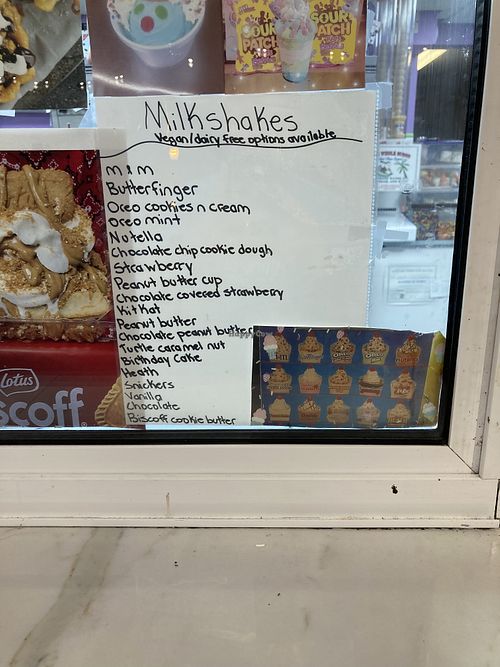 SOUR PATCH
SOUR PATCH
Milkshakes
Vegan/dairy free options available
m & m
Butterfinger
Oreo cookies n cream
Oreo mint
Nutella
Chocolate chip cookie dough
Strawberry
Peanut butter cup
Chocolate covered strawberry
KitKat
Peanut butter
Chocolate peanut butter
Turtle caramel nut
Birthday Cake
Heath
Snickers
Vanilla
Chocolate
Biscoff cookie butter
Lotus
scoff